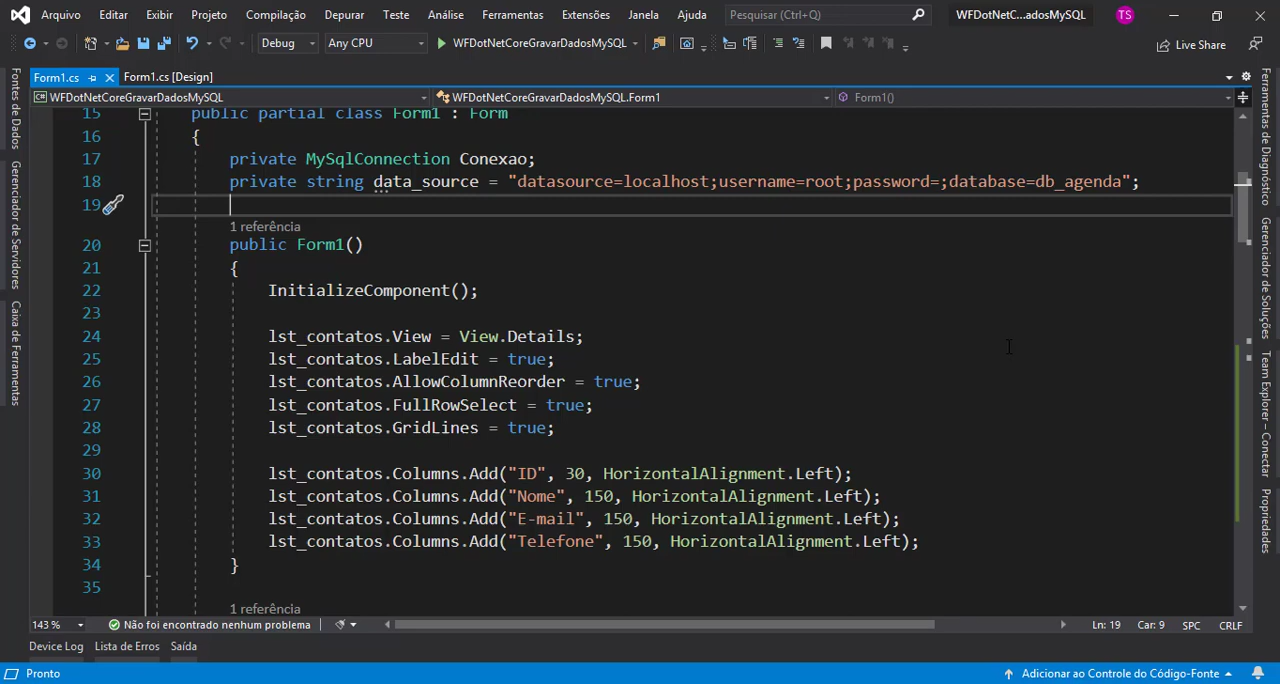 Arquivo Editar Exibir Projeto Compilação Depurar Teste Análise Ferramentas Extensões Janela Ajuda Pesquisar (Ctrl+Q) WFDotNetC...adosMySQL TS
Debug Any CPU WFDotNetCoreGravarDadosMySQL Live Share
Form1.cs Form1.cs [Design]
WFDotNetCoreGravarDadosMySQL WFDotNetCoreGravarDadosMySQL.Form1 Form1()
Fontes de Dados
Gerenciador de Servidores
Caixa de Ferramentas
15 public partial class Form1 : Form
16 {
17 private MySqlConnection Conexao;
18 private string data_source = "datasource=localhost;username=root;password=;database=db_agenda";
19
1 referência
20 public Form1()
21 {
22 InitializeComponent();
23
24 lst_contatos.View = View.Details;
25 lst_contatos.LabelEdit = true;
26 lst_contatos.AllowColumnReorder = true;
27 lst_contatos.FullRowSelect = true;
28 lst_contatos.GridLines = true;
29
30 lst_contatos.Columns.Add("ID", 30, HorizontalAlignment.Left);
31 lst_contatos.Columns.Add("Nome", 150, HorizontalAlignment.Left);
32 lst_contatos.Columns.Add("E-mail", 150, HorizontalAlignment.Left);
33 lst_contatos.Columns.Add("Telefone", 150, HorizontalAlignment.Left);
34 }
35
1 referência
Ferramentas de Diagnóstico
Gerenciador de Soluções
Team Explorer – Conectar
Propriedades
143 % Não foi encontrado nenhum problema Ln: 19 Car: 9 SPC CRLF
Device Log Lista de Erros Saída
Pronto Adicionar ao Controle do Código-Fonte